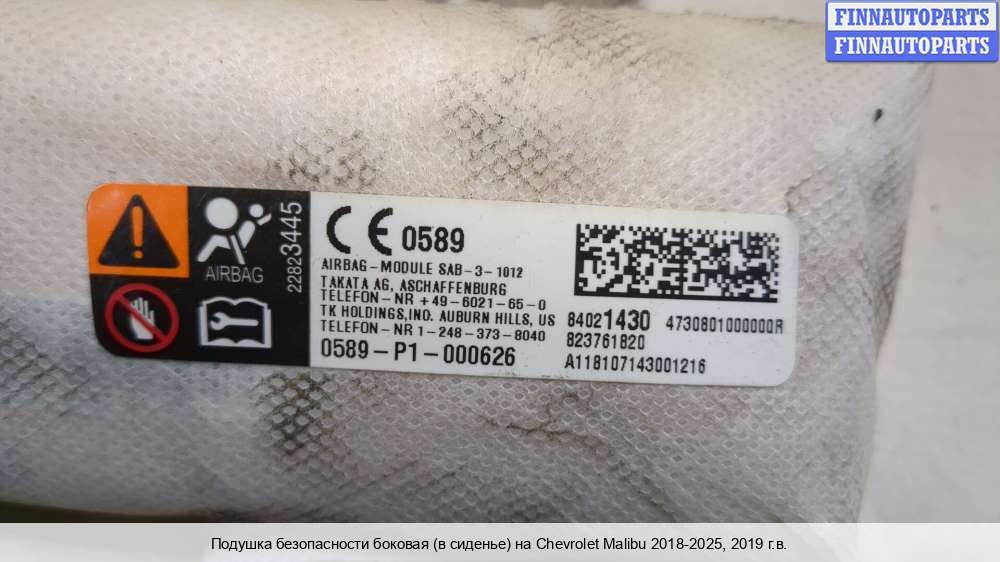 FINNAUTOPARTS
FINNAUTOPARTS
AIRBAG
22823445
CE 0589
AIRBAG-MODULE SAB-3-1012
TAKATA AG, ASCHAFFENBURG
TELEFON-NR +49-6021-65-0
TK HOLDINGS,INC. AUBURN HILLS, US
TELEFON-NR 1-248-373-8040
0589-P1-000626
84021430 4730801000000R
823761820
A118107143001216
Подушка безопасности боковая (в сиденье) на Chevrolet Malibu 2018-2025, 2019 г.в.